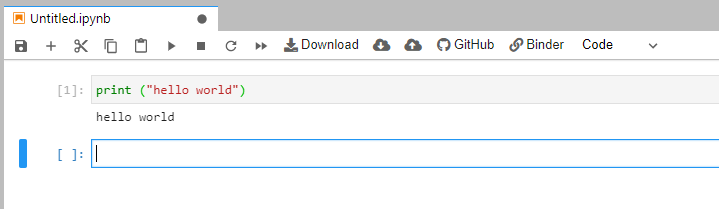 Untitled.ipynb
Download GitHub Binder Code
[1]: print ("hello world")
hello world
[ ]: